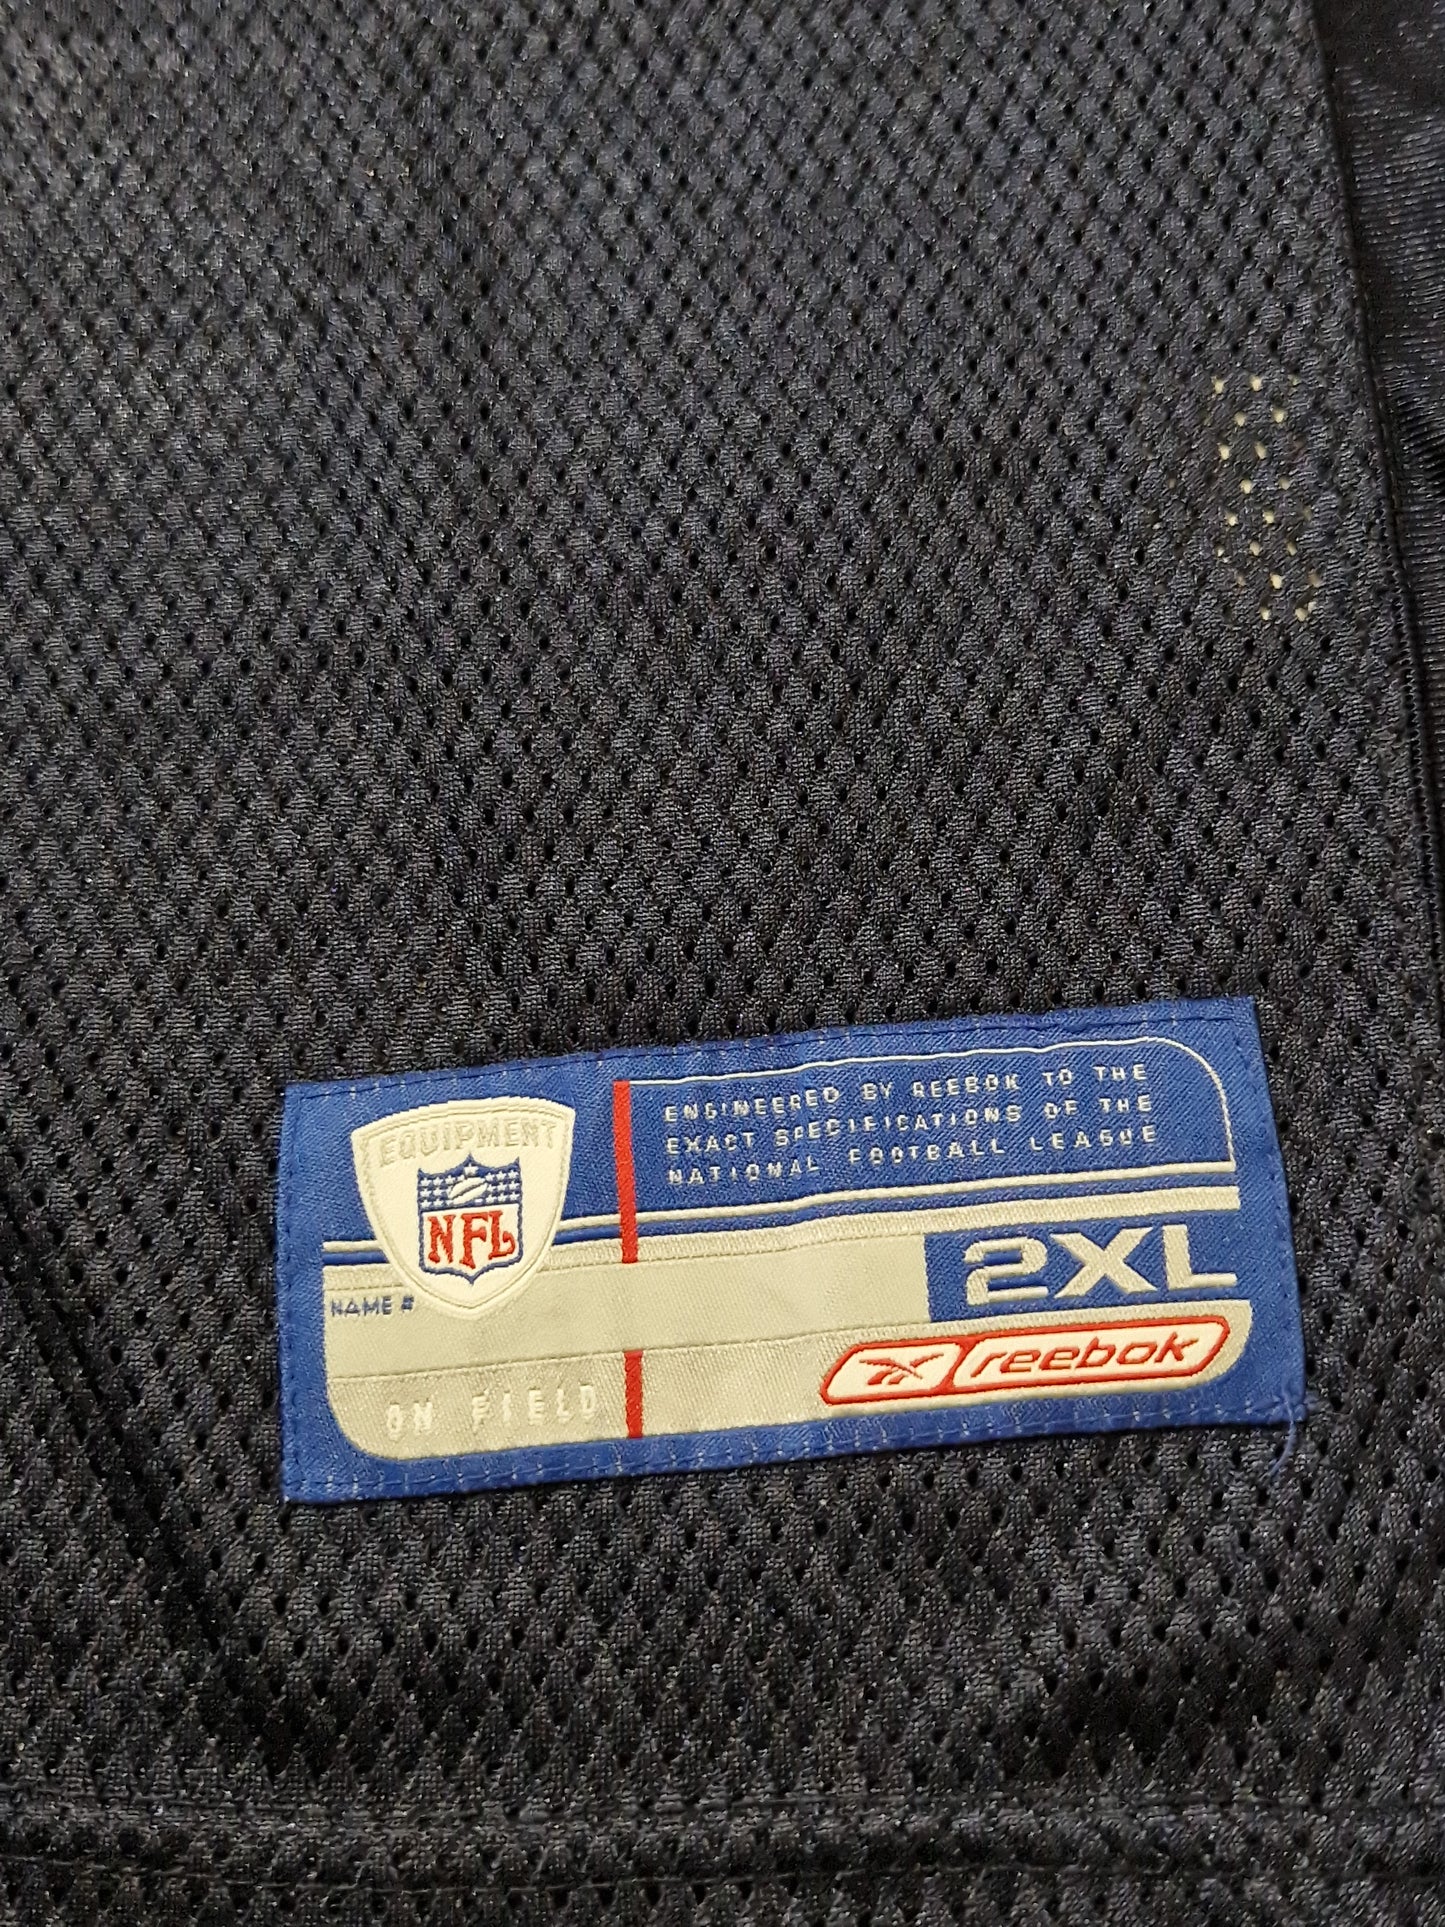 EQUIPMENT
NFL
ENGINEERED BY REEBOK TO THE
EXACT SPECIFICATIONS OF THE
NATIONAL FOOTBALL LEAGUE
NAME #
2XL
ON FIELD
reebok